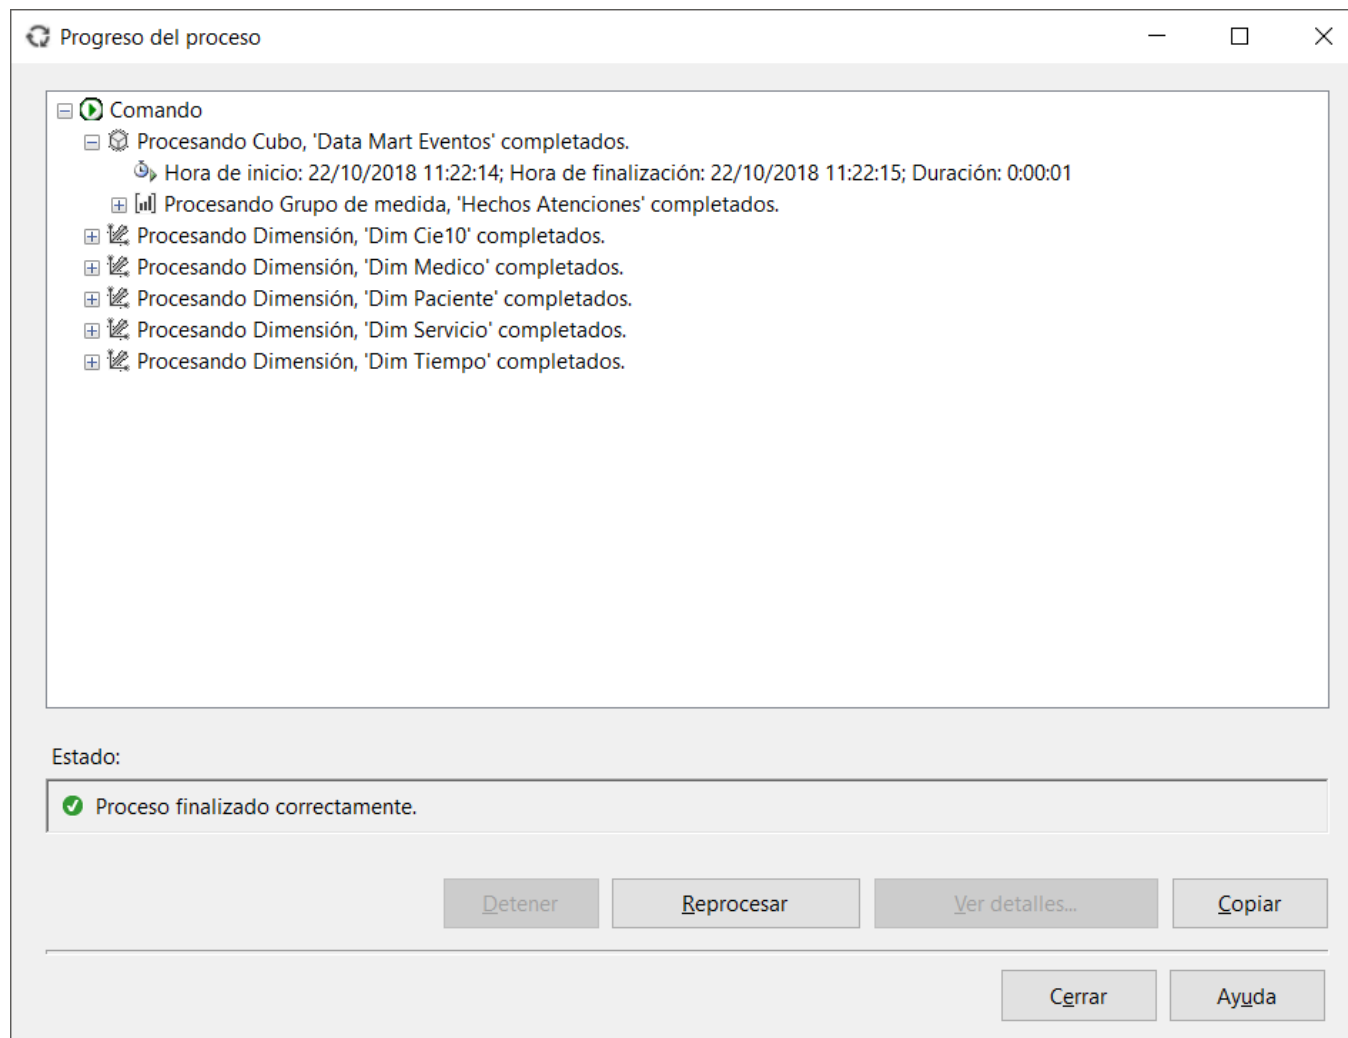 Progreso del proceso
Comando
Procesando Cubo, 'Data Mart Eventos' completados.
Hora de inicio: 22/10/2018 11:22:14; Hora de finalización: 22/10/2018 11:22:15; Duración: 0:00:01
Procesando Grupo de medida, 'Hechos Atenciones' completados.
Procesando Dimensión, 'Dim Cie10' completados.
Procesando Dimensión, 'Dim Medico' completados.
Procesando Dimensión, 'Dim Paciente' completados.
Procesando Dimensión, 'Dim Servicio' completados.
Procesando Dimensión, 'Dim Tiempo' completados.
Estado:
Proceso finalizado correctamente.
Detener Reprocesar Ver detalles... Copiar
Cerrar Ayuda